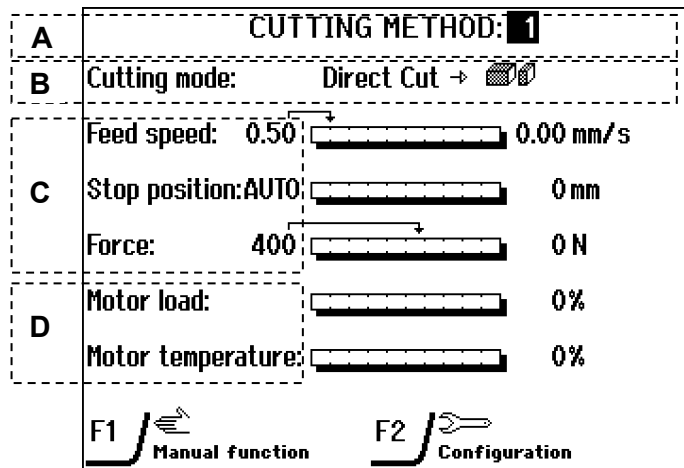 A CUTTING METHOD: 1
B Cutting mode: Direct Cut →
Feed speed: 0.50 0.00 mm/s
C Stop position:AUTO 0 mm
Force: 400 0 N
Motor load: 0%
D
Motor temperature: 0%
F1 Manual function F2 Configuration